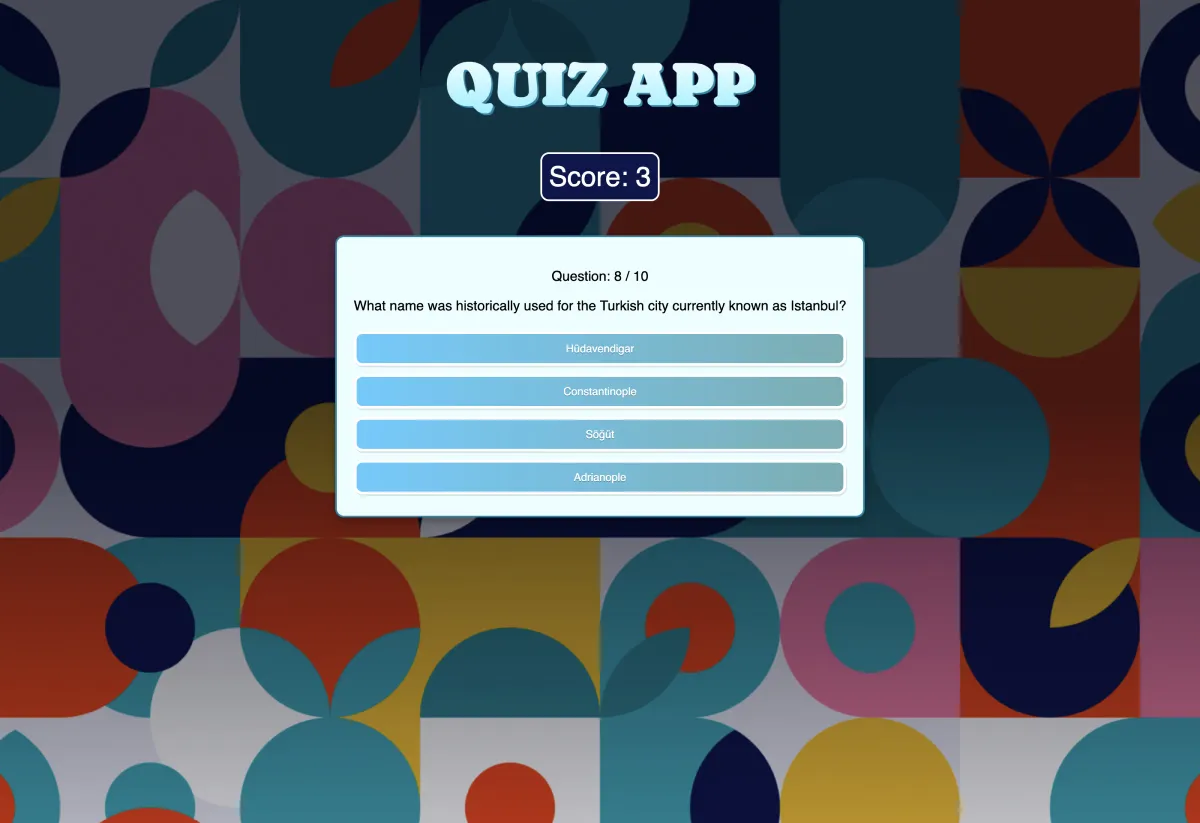 QUIZ APP
Score: 3
Question: 8 / 10
What name was historically used for the Turkish city currently known as Istanbul?
Hüdavendigar
Constantinople
Söğüt
Adrianople